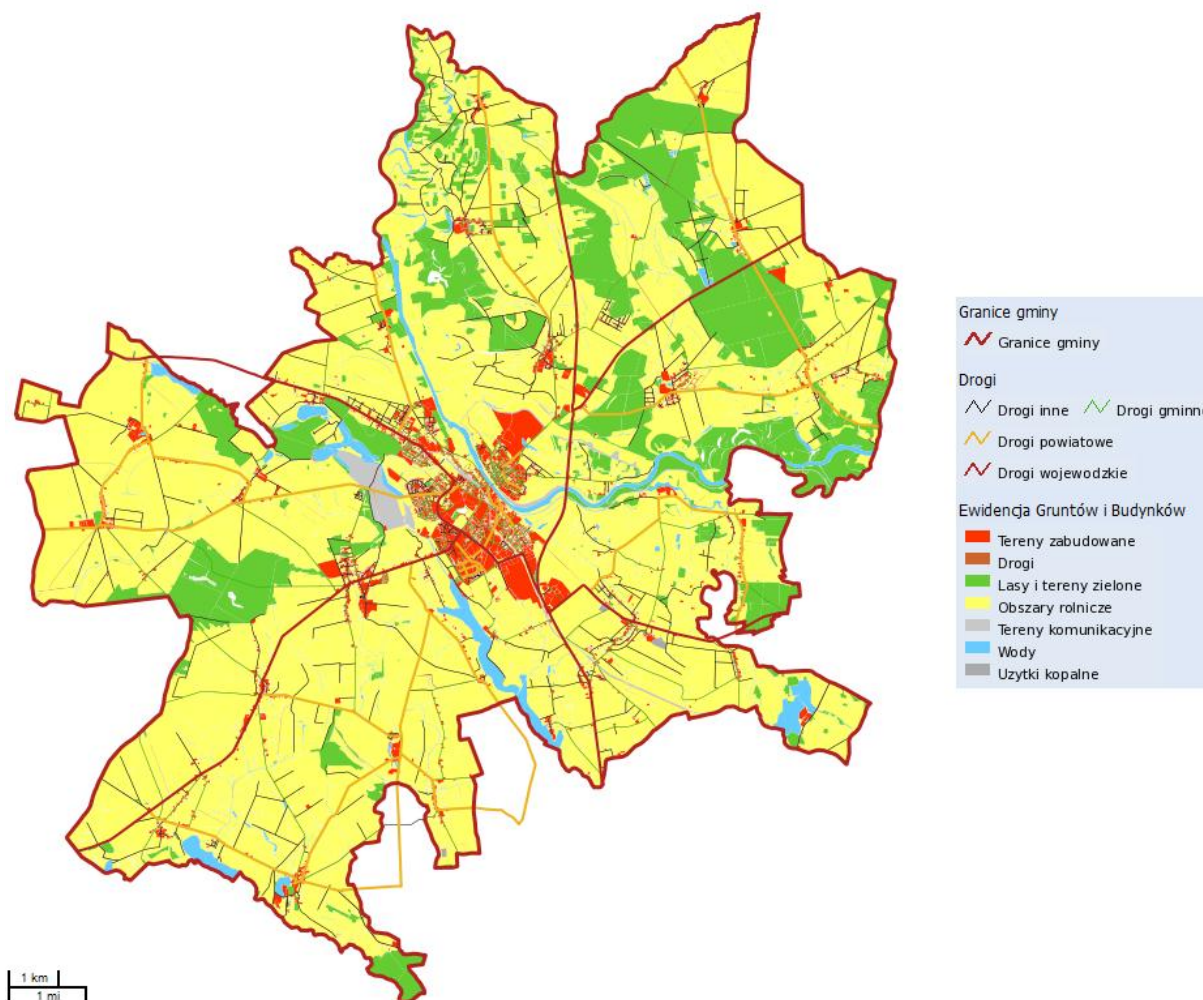 Granice gminy
Granice gminy
Drogi
Drogi inne Drogi gminn
Drogi powiatowe
Drogi wojewodzkie
Ewidencja Gruntów i Budynków
Tereny zabudowane
Drogi
Lasy i tereny zielone
Obszary rolnicze
Tereny komunikacyjne
Wody
Uzytki kopalne
1 km
1 mi